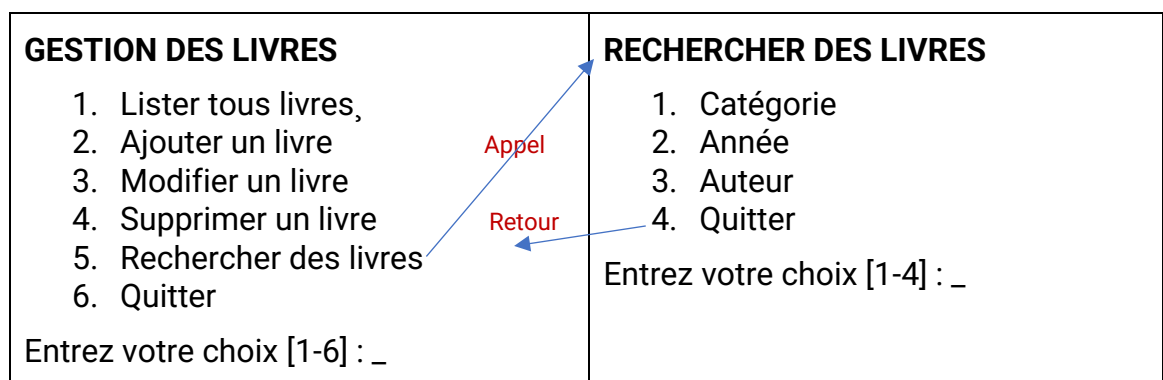 GESTION DES LIVRES
1. Lister tous livres¸
2. Ajouter un livre
3. Modifier un livre
4. Supprimer un livre
5. Rechercher des livres
6. Quitter
Entrez votre choix [1-6] : _
Appel
Retour
RECHERCHER DES LIVRES
1. Catégorie
2. Année
3. Auteur
4. Quitter
Entrez votre choix [1-4] : _